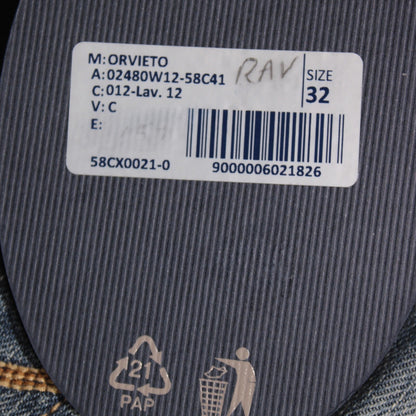 M: ORVIETO
A: 02480W12-58C41
RAV
SIZE
32
C: 012-Lav. 12
V: C
E:
58CX0021-0
9000006021826
21
PAP